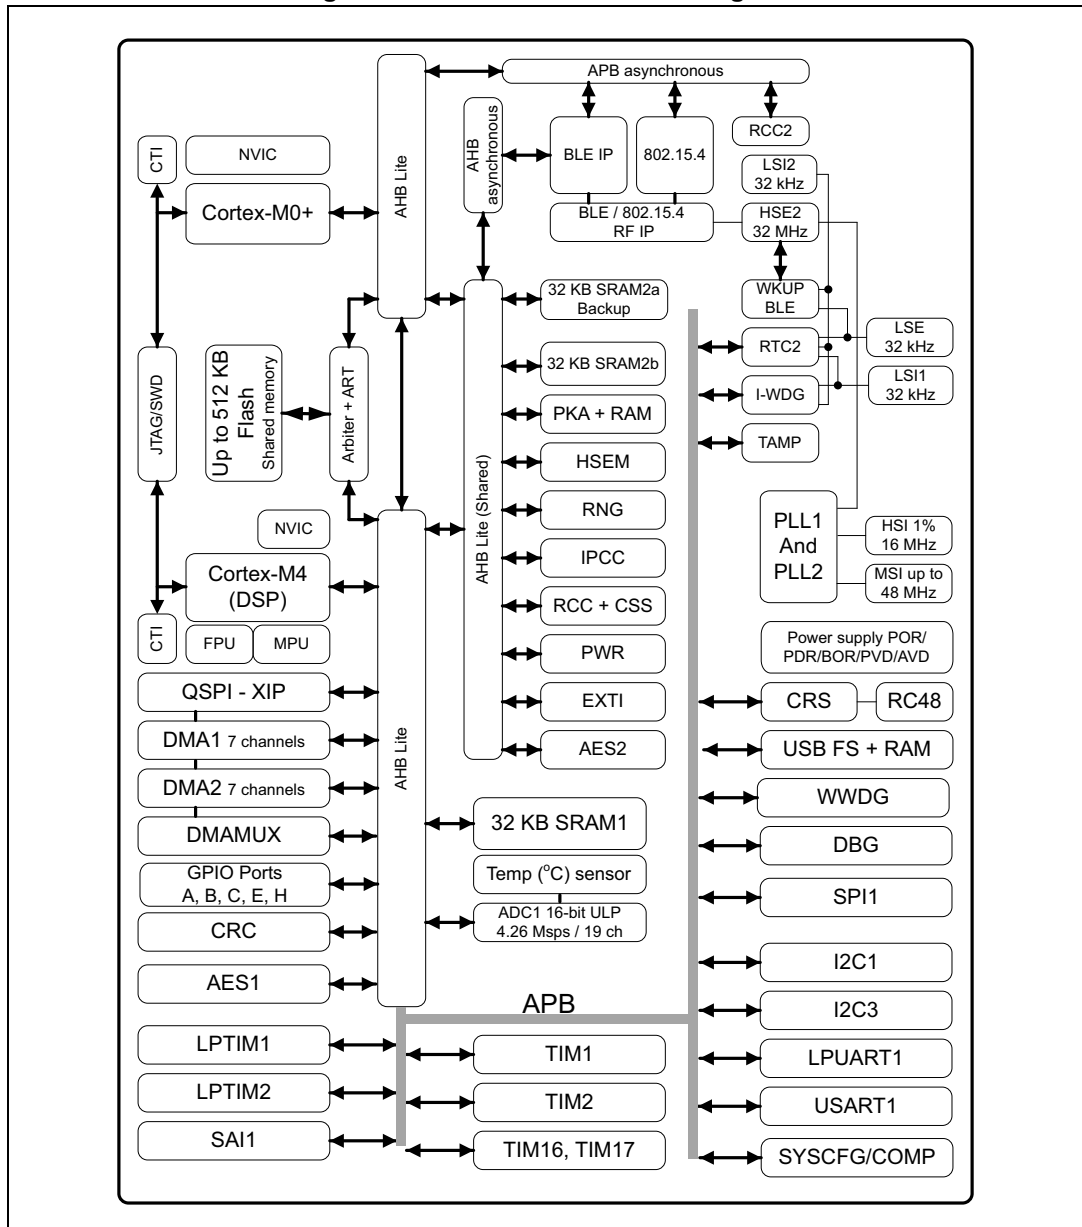 APB asynchronous
AHB Lite
AHB
asynchronous
BLE IP
802.15.4
RCC2
CTI
NVIC
LSI2
32 kHz
Cortex-M0+
BLE / 802.15.4
RF IP
HSE2
32 MHz
32 KB SRAM2a
Backup
WKUP
BLE
LSE
32 kHz
RTC2
JTAG/SWD
Up to 512 KB
Flash
Shared memory
Arbiter + ART
32 KB SRAM2b
LSI1
32 kHz
I-WDG
PKA + RAM
TAMP
AHB Lite (Shared)
HSEM
RNG
PLL1
And
PLL2
HSI 1%
16 MHz
NVIC
IPCC
MSI up to
48 MHz
Cortex-M4
(DSP)
RCC + CSS
CTI
FPU
MPU
PWR
Power supply POR/
PDR/BOR/PVD/AVD
QSPI - XIP
EXTI
CRS
RC48
DMA1 7 channels
AHB Lite
AES2
USB FS + RAM
DMA2 7 channels
WWDG
DMAMUX
32 KB SRAM1
DBG
GPIO Ports
A, B, C, E, H
Temp (°C) sensor
SPI1
CRC
ADC1 16-bit ULP
4.26 Msps / 19 ch
I2C1
AES1
APB
I2C3
LPTIM1
TIM1
LPUART1
LPTIM2
TIM2
USART1
SAI1
TIM16, TIM17
SYSCFG/COMP